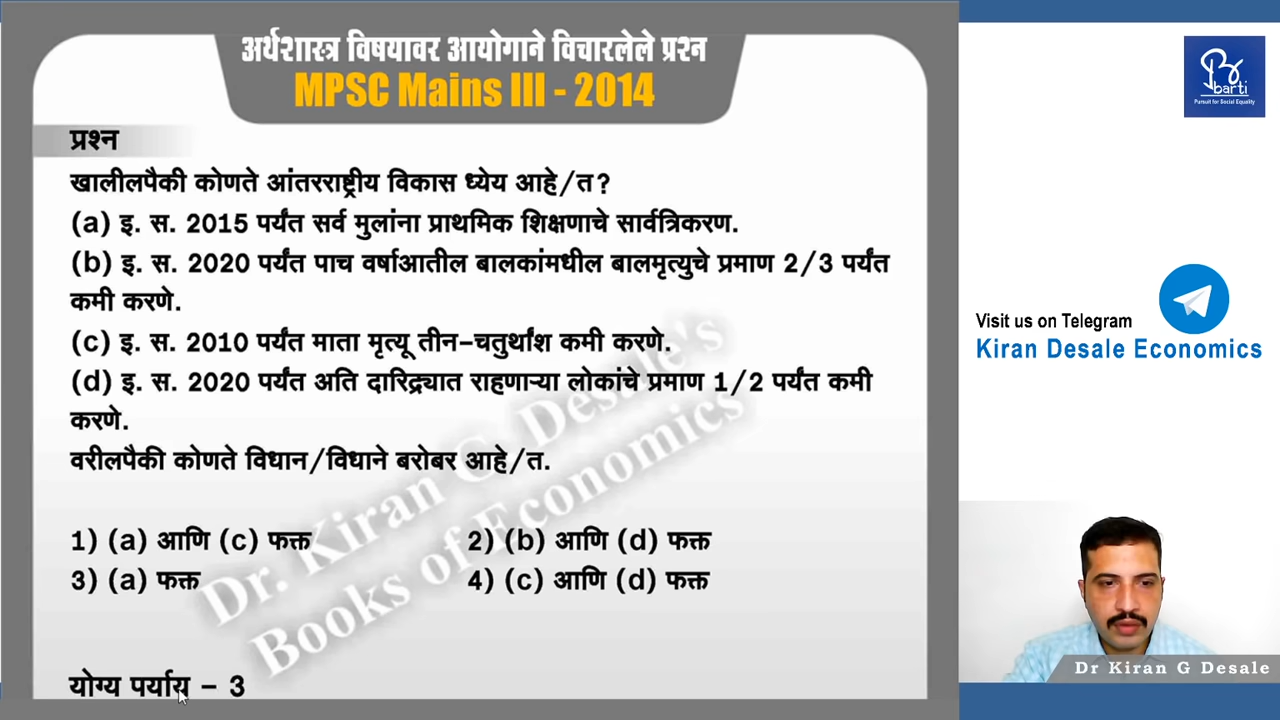 अर्थशास्त्र विषयावर आयोगाने विचारलेले प्रश्न
MPSC Mains III - 2014
प्रश्न
खालीलपैकी कोणते आंतरराष्ट्रीय विकास ध्येय आहे/त?
(a) इ. स. 2015 पर्यंत सर्व मुलांना प्राथमिक शिक्षणाचे सार्वत्रिकरण.
(b) इ. स. 2020 पर्यंत पाच वर्षाआतील बालकांमधील बालमृत्युचे प्रमाण 2/3 पर्यंत
कमी करणे.
(c) इ. स. 2010 पर्यंत माता मृत्यू तीन-चतुर्थांश कमी करणे.
(d) इ. स. 2020 पर्यंत अति दारिद्र्यात राहणाऱ्या लोकांचे प्रमाण 1/2 पर्यंत कमी
करणे.
वरीलपैकी कोणते विधान/विधाने बरोबर आहे/त.
1) (a) आणि (c) फक्त
2) (b) आणि (d) फक्त
3) (a) फक्त
4) (c) आणि (d) फक्त
योग्य पर्याय - 3
Dr. Kiran G. Desale's
Books of Economics
barti
Pursuit for Social Equality
Visit us on Telegram
Kiran Desale Economics
Dr Kiran G Desale